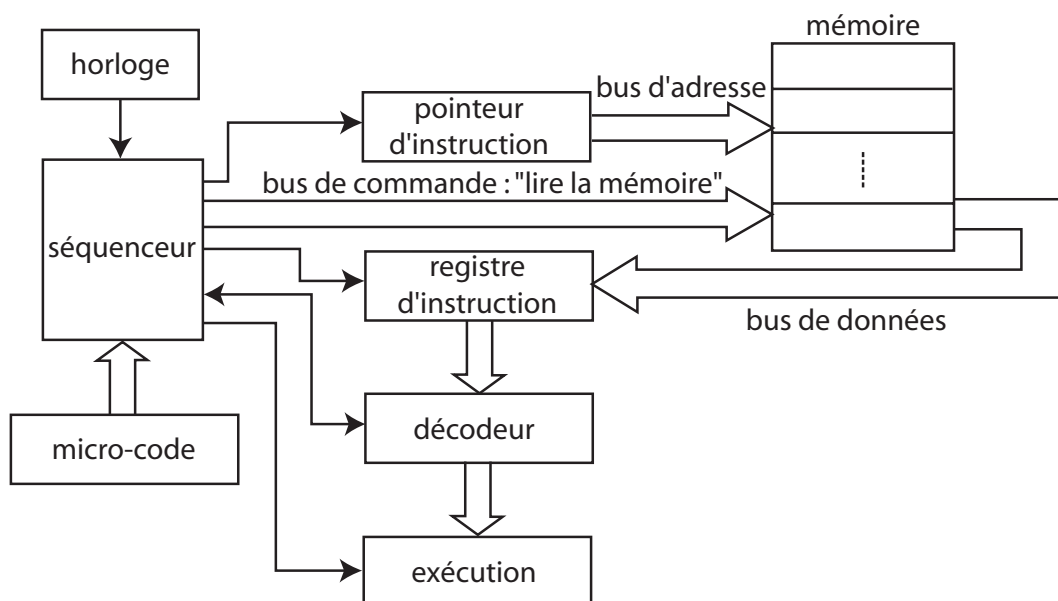 mémoire
horloge
bus d'adresse
pointeur
d'instruction
bus de commande : "lire la mémoire"
séquenceur
registre
d'instruction
bus de données
micro-code
décodeur
exécution